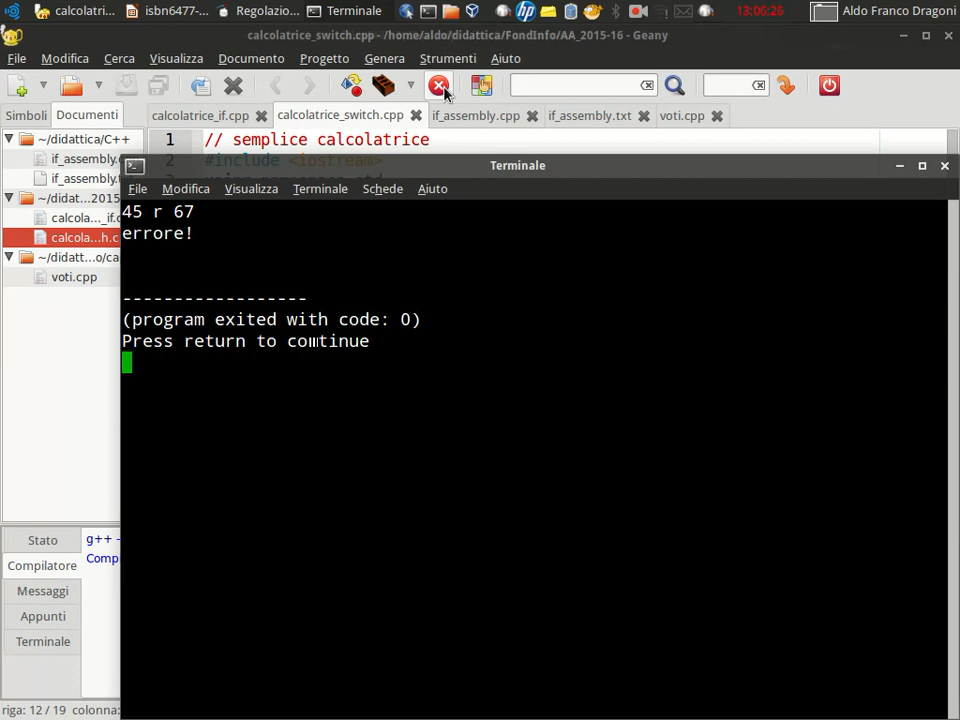 calcolatri...
isbn6477-...
Regolazio...
Terminale
13:06:26
Aldo Franco Dragoni
calcolatrice_switch.cpp - /home/aldo/didattica/FondInfo/AA_2015-16 - Geany
File Modifica Cerca Visualizza Documento Progetto Genera Strumenti Aiuto
Simboli Documenti calcolatrice_if.cpp calcolatrice_switch.cpp if_assembly.cpp if_assembly.txt voti.cpp
~/didattica/C++
if_assembly.c
if_assembly.t
~/didat...2015
calcola..._if.c
calcola...h.c
~/didatt...o/ca
voti.cpp
1 // semplice calcolatrice
2 #include <iostream>
Terminale
File Modifica Visualizza Terminale Schede Aiuto
45 r 67
errore!
------------------
(program exited with code: 0)
Press return to continue
Stato
Compilatore
Messaggi
Appunti
Terminale
g++ -
Comp
riga: 12 / 19 colonna: